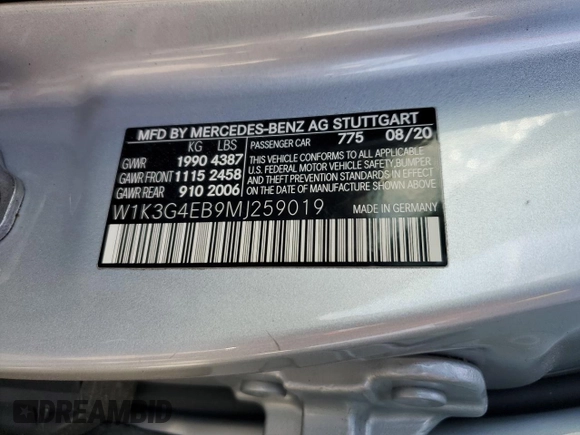 MFD BY MERCEDES-BENZ AG STUTTGART
KG LBS PASSENGER CAR 775 08/20
GVWR 1990 4387
GAWR FRONT 1115 2458
GAWR REAR 910 2006
THIS VEHICLE CONFORMS TO ALL APPLICABLE
U.S. FEDERAL MOTOR VEHICLE SAFETY, BUMPER
AND THEFT PREVENTION STANDARDS IN EFFECT
ON THE DATE OF MANUFACTURE SHOWN ABOVE.
W1K3G4EB9MJ259019 MADE IN GERMANY
DREAMBID